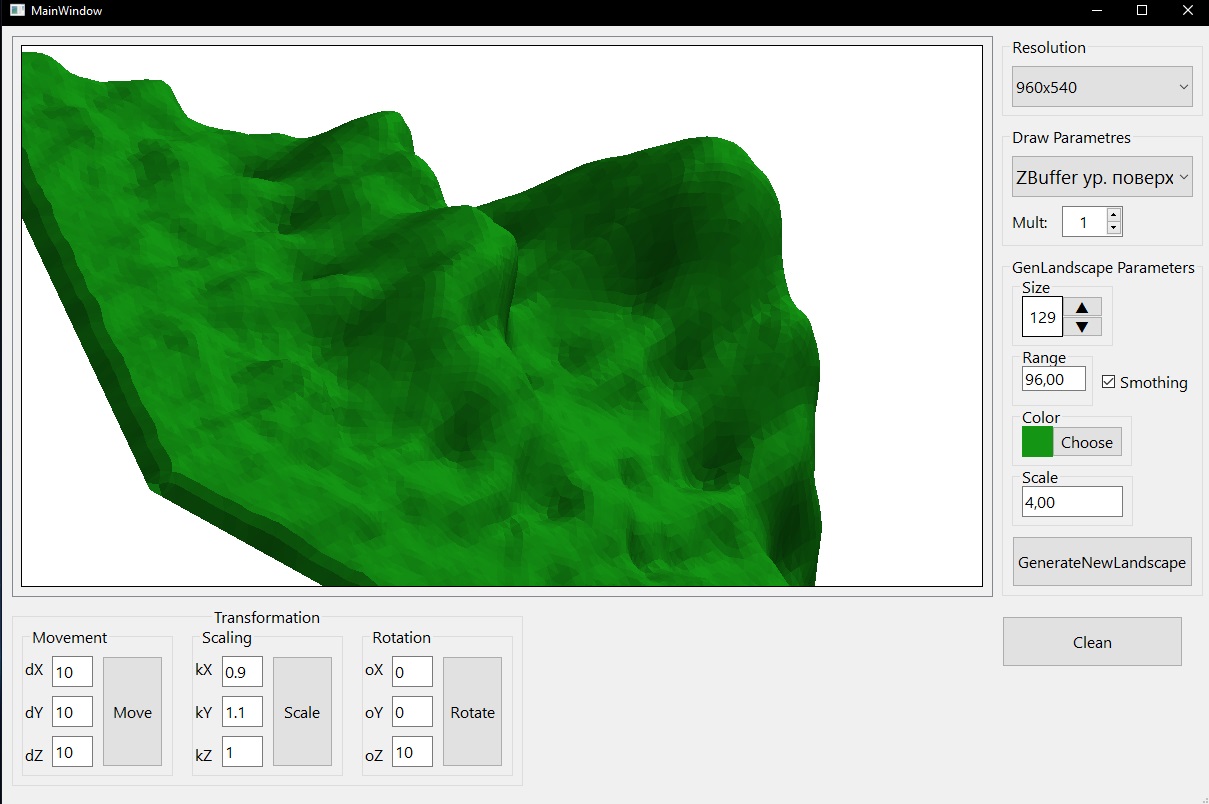 MainWindow
Resolution
960x540
Draw Parametres
ZBuffer ур. поверх
Mult: 1
GenLandscape Parameters
Size
129
Range
96,00
Smothing
Color
Choose
Scale
4,00
GenerateNewLandscape
Clean
Transformation
Movement
dX 10
dY 10
dZ 10
Move
Scaling
kX 0.9
kY 1.1
kZ 1
Scale
Rotation
oX 0
oY 0
oZ 10
Rotate